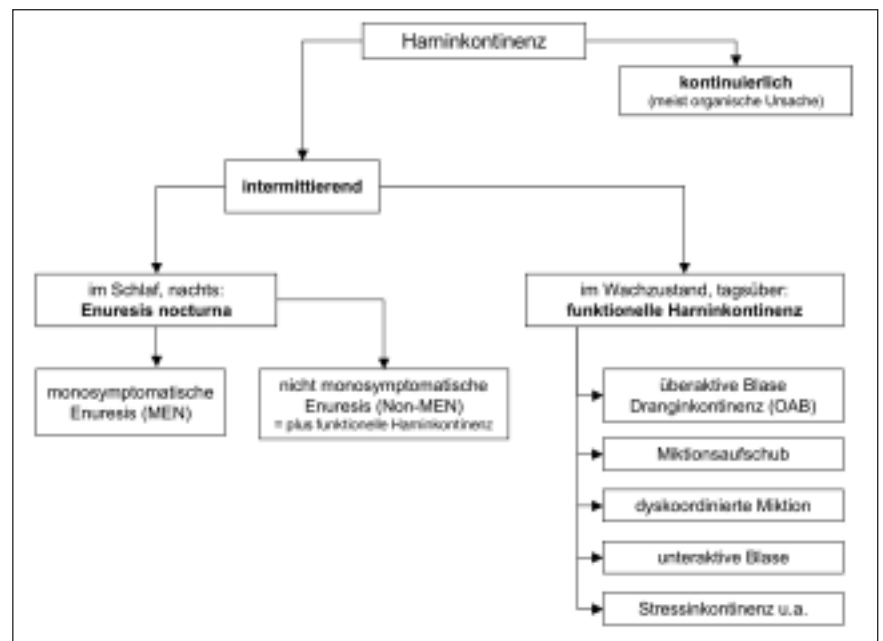 Harninkontinenz
kontinuierlich
(meist organische Ursache)
intermittierend
im Schlaf, nachts:
Enuresis nocturna
im Wachzustand, tagsüber:
funktionelle Harninkontinenz
monosymptomatische
Enuresis (MEN)
nicht monosymptomatische
Enuresis (Non-MEN)
= plus funktionelle Harninkontinenz
überaktive Blase
Dranginkontinenz (OAB)
Miktionsaufschub
dyskoordinierte Miktion
unteraktive Blase
Stressinkontinenz u.a.